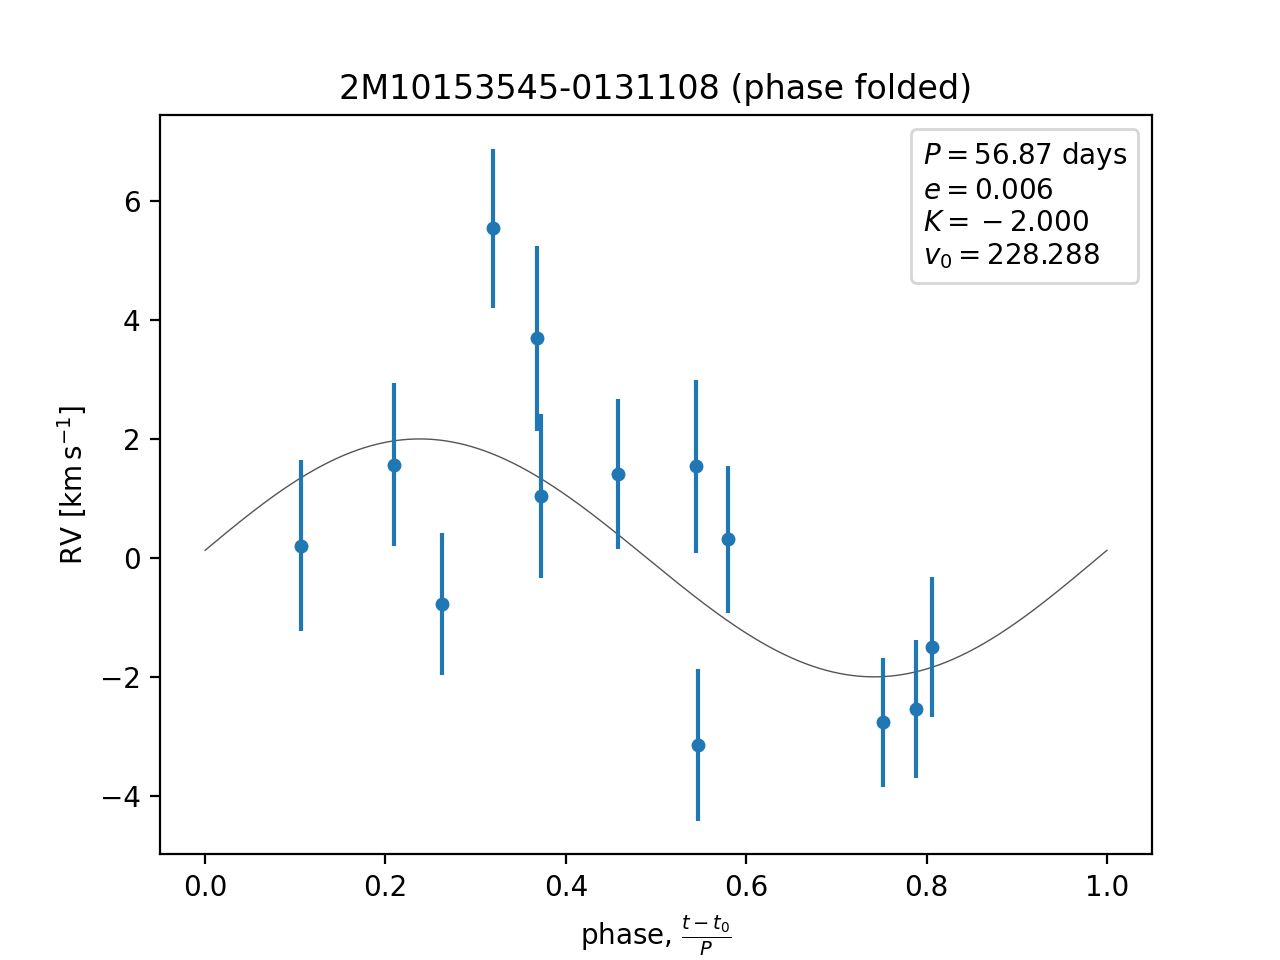 2M10153545-0131108 (phase folded)
P = 56.87 days
e = 0.006
K = −2.000
v₀ = 228.288
6
4
2
0
−2
−4
RV [km s⁻¹]
0.0 0.2 0.4 0.6 0.8 1.0
phase, (t − t₀)/P